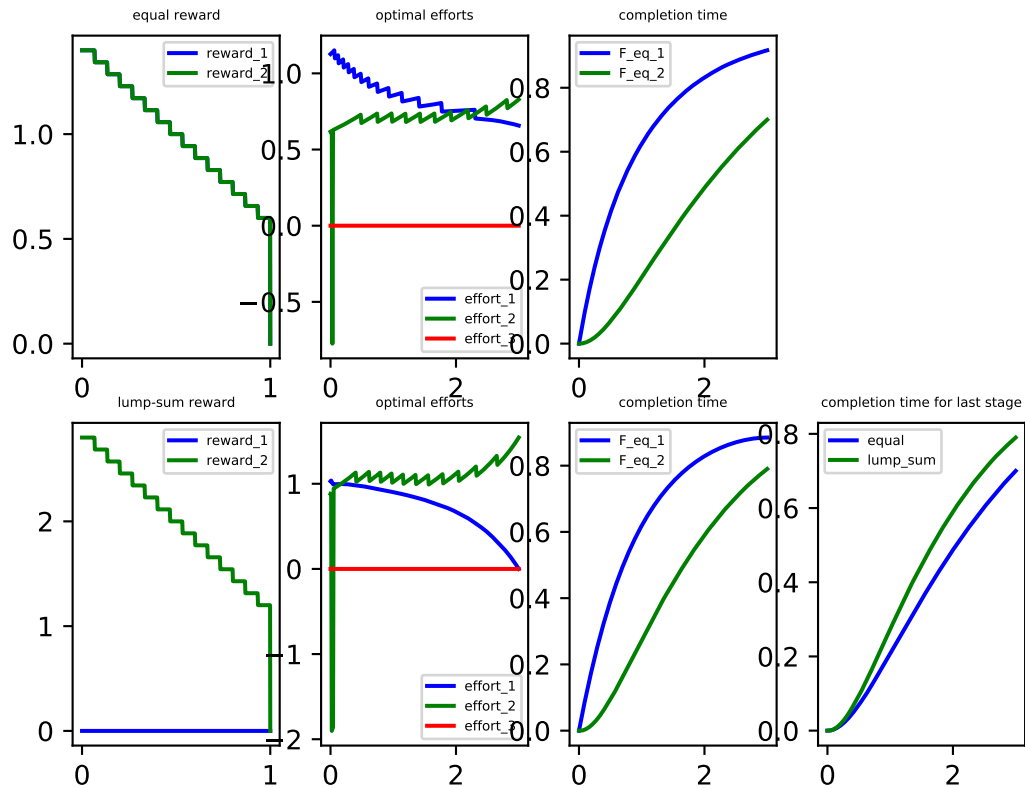 equal reward
optimal efforts
completion time
reward_1
reward_2
1.0
0.5
0.0
0
1
1.0
0.5
0.0
−0.5
effort_1
effort_2
effort_3
0
2
F_eq_1
F_eq_2
0.8
0.6
0.4
0.2
0.0
0
2
lump-sum reward
optimal efforts
completion time
completion time for last stage
reward_1
reward_2
2
1
0
0
1
1
0
−1
−2
effort_1
effort_2
effort_3
0
2
F_eq_1
F_eq_2
0.8
0.6
0.4
0.2
0.0
0
2
equal
lump_sum
0.8
0.6
0.4
0.2
0.0
0
2